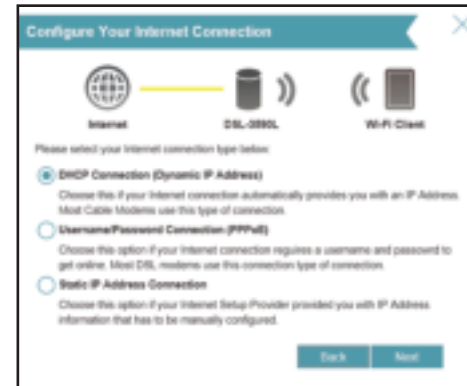 Configure Your Internet Connection
Internet
DSL-3890L
Wi-Fi Client
Please select your Internet connection type below:
DHCP Connection (Dynamic IP Address)
Choose this if your Internet connection automatically provides you with an IP Address.
Most Cable Modems use this type of connection.
Username/Password Connection (PPPoE)
Choose this option if your Internet connection requires a username and password to
get online. Most DSL modems use this connection type of connection.
Static IP Address Connection
Choose this option if your Internet Setup Provider provided you with IP Address
information that has to be manually configured.
Back
Next